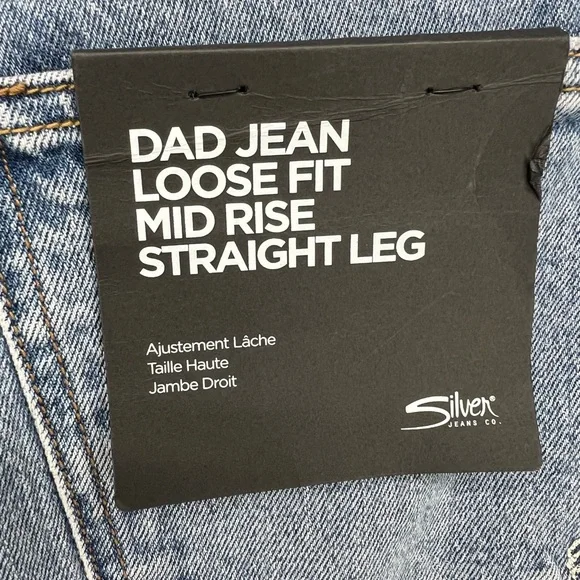 DAD JEAN
LOOSE FIT
MID RISE
STRAIGHT LEG
Ajustement Lâche
Taille Haute
Jambe Droit
Silver®
JEANS CO.